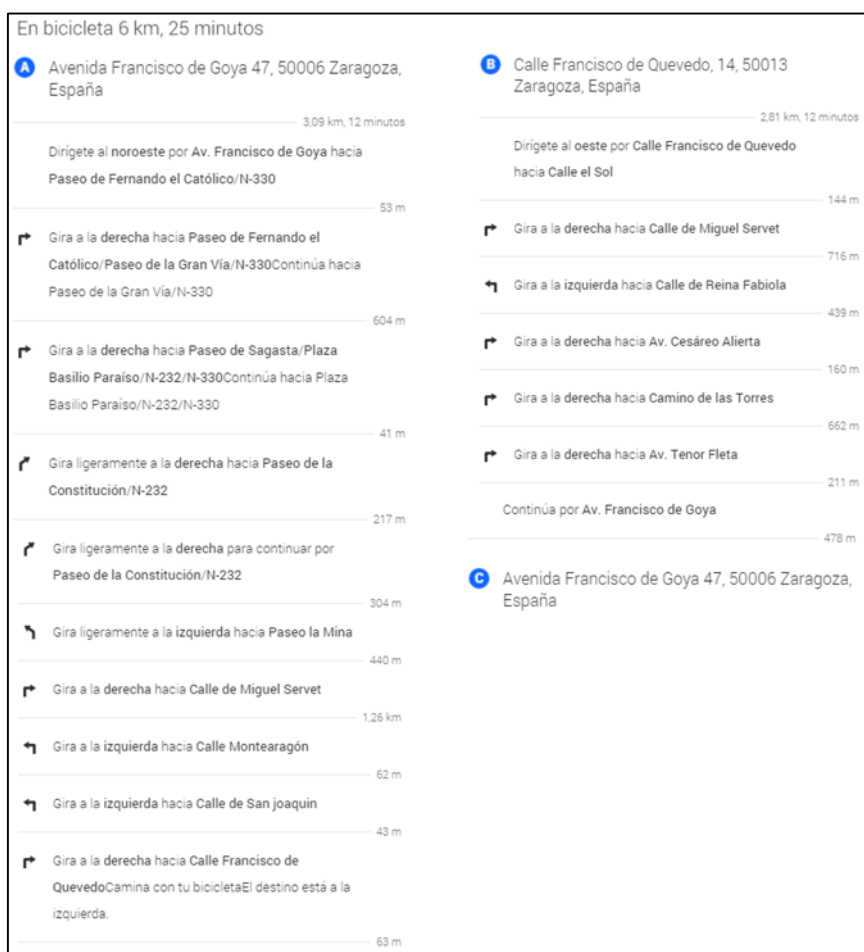 En bicicleta 6 km, 25 minutos
A Avenida Francisco de Goya 47, 50006 Zaragoza,
España
3,09 km, 12 minutos
Dirígete al noroeste por Av. Francisco de Goya hacia
Paseo de Fernando el Católico/N-330
53 m
Gira a la derecha hacia Paseo de Fernando el
Católico/Paseo de la Gran Vía/N-330Continúa hacia
Paseo de la Gran Vía/N-330
604 m
Gira a la derecha hacia Paseo de Sagasta/Plaza
Basilio Paraíso/N-232/N-330Continúa hacia Plaza
Basilio Paraíso/N-232/N-330
41 m
Gira ligeramente a la derecha hacia Paseo de la
Constitución/N-232
217 m
Gira ligeramente a la derecha para continuar por
Paseo de la Constitución/N-232
304 m
Gira ligeramente a la izquierda hacia Paseo la Mina
440 m
Gira a la derecha hacia Calle de Miguel Servet
1,26 km
Gira a la izquierda hacia Calle Montearagón
62 m
Gira a la izquierda hacia Calle de San joaquin
43 m
Gira a la derecha hacia Calle Francisco de
QuevedoCamina con tu bicicletaEl destino está a la
izquierda.
63 m
B Calle Francisco de Quevedo, 14, 50013
Zaragoza, España
2,81 km, 12 minutos
Dirígete al oeste por Calle Francisco de Quevedo
hacia Calle el Sol
144 m
Gira a la derecha hacia Calle de Miguel Servet
716 m
Gira a la izquierda hacia Calle de Reina Fabiola
439 m
Gira a la derecha hacia Av. Cesáreo Alierta
160 m
Gira a la derecha hacia Camino de las Torres
662 m
Gira a la derecha hacia Av. Tenor Fleta
211 m
Continúa por Av. Francisco de Goya
478 m
C Avenida Francisco de Goya 47, 50006 Zaragoza,
España